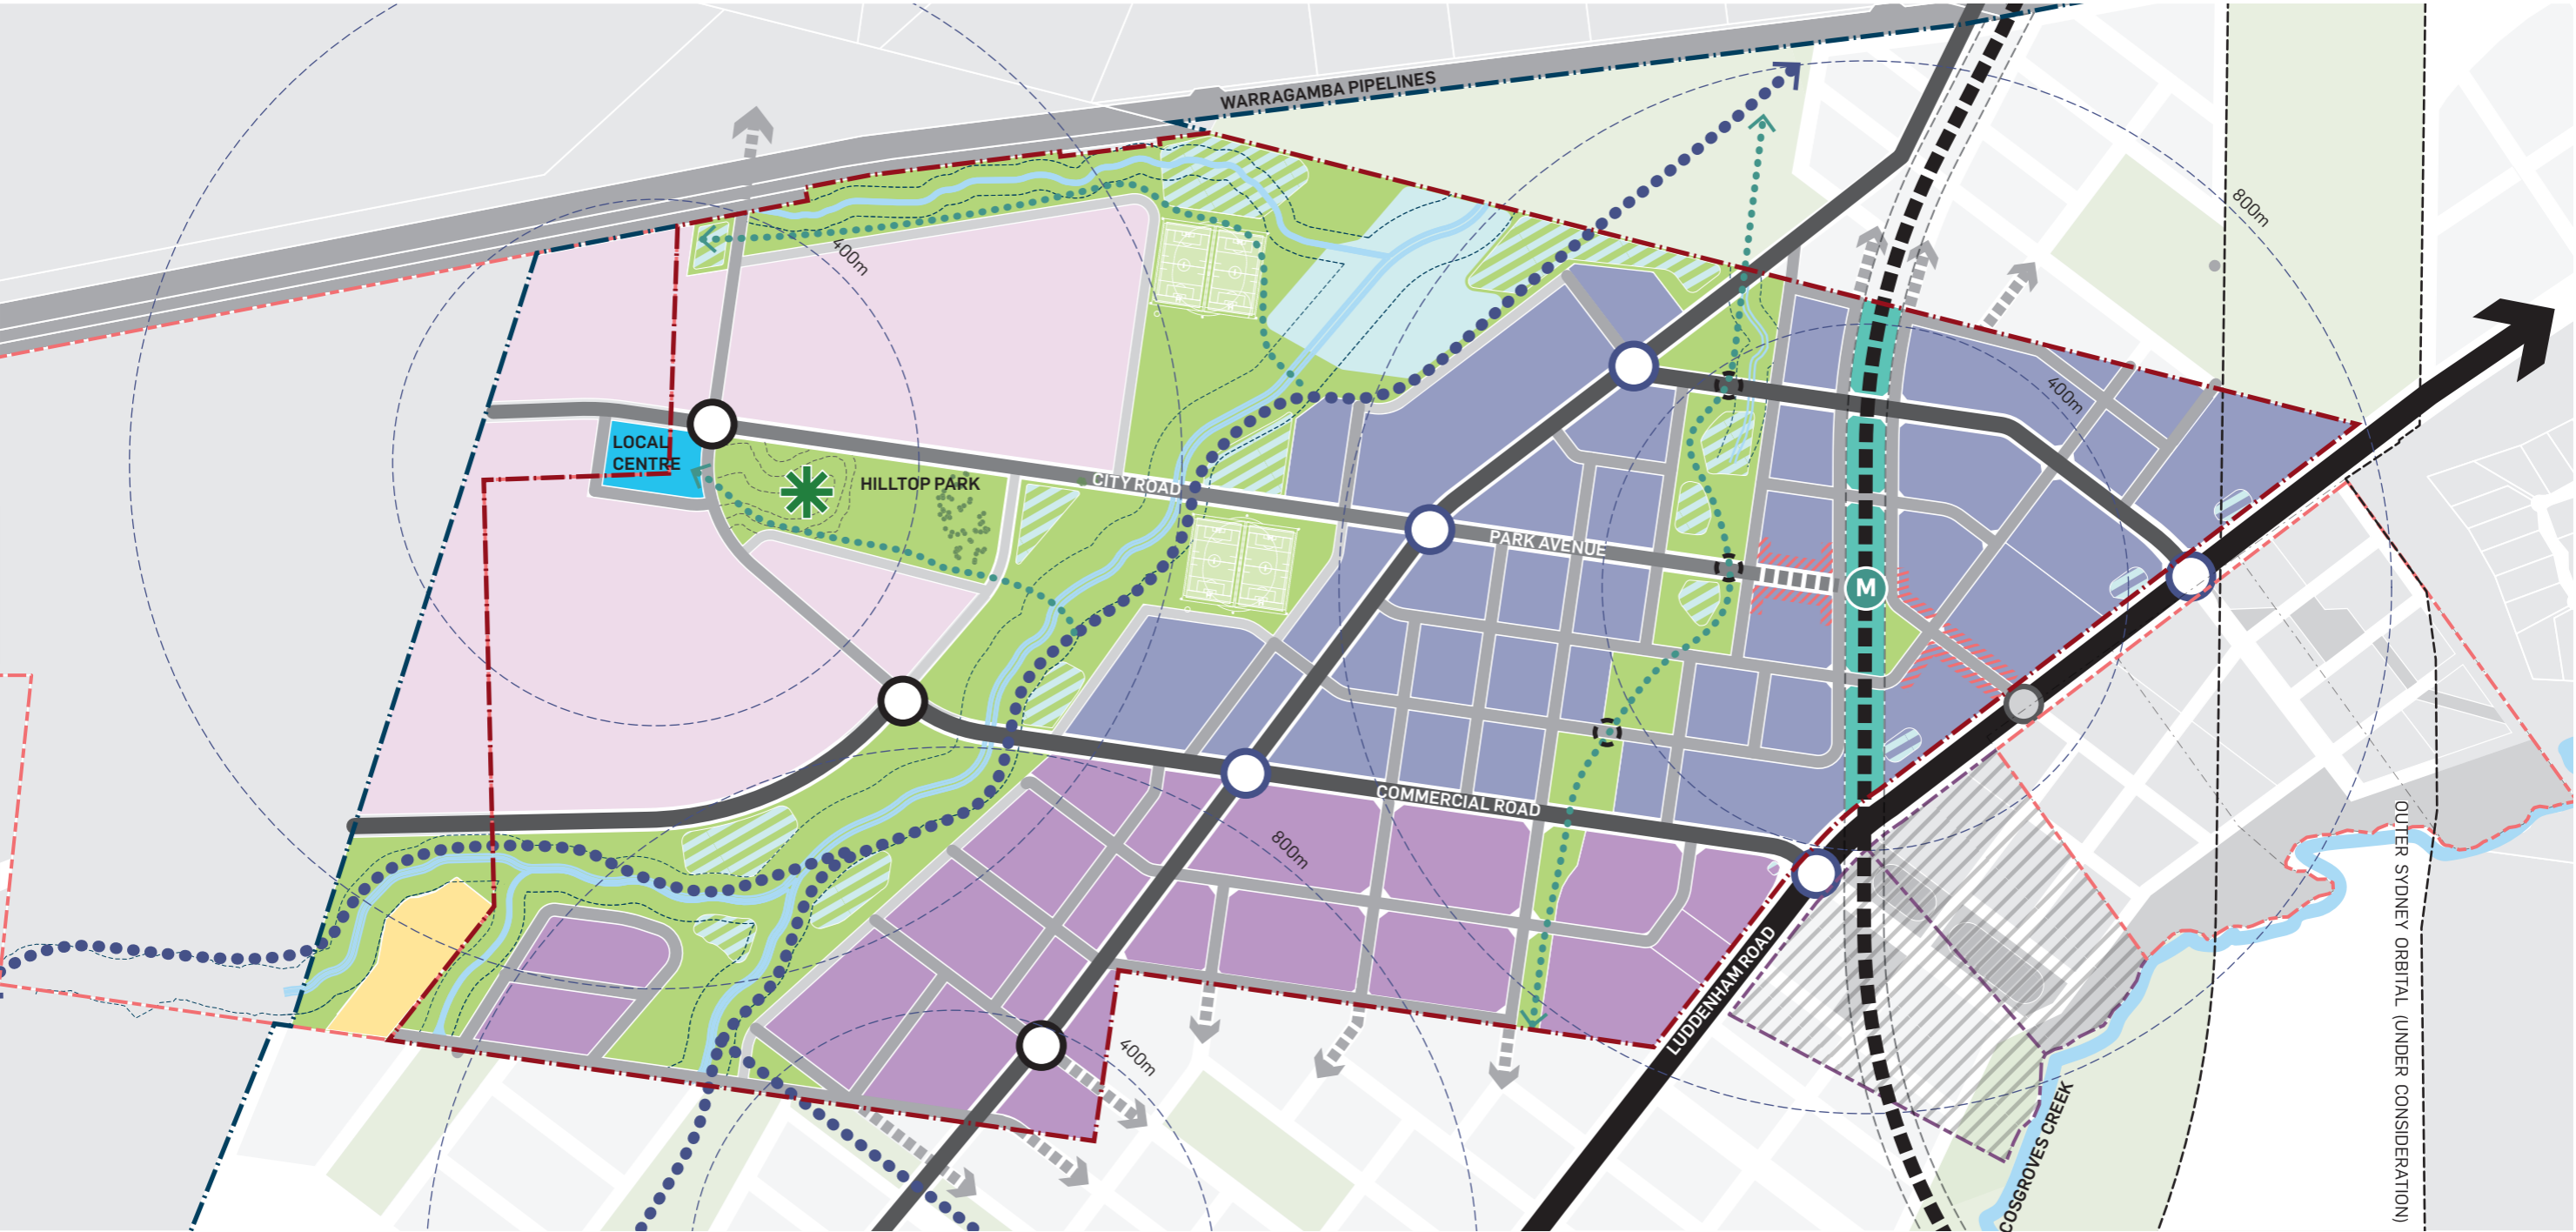 WARRAGAMBA PIPELINES
800m
400m
400m
LOCAL
CENTRE
HILLTOP PARK
CITY ROAD
PARK AVENUE
M
COMMERCIAL ROAD
800m
OUTER SYDNEY ORBITAL (UNDER CONSIDERATION)
LUDDENHAM ROAD
400m
COSGROVES CREEK